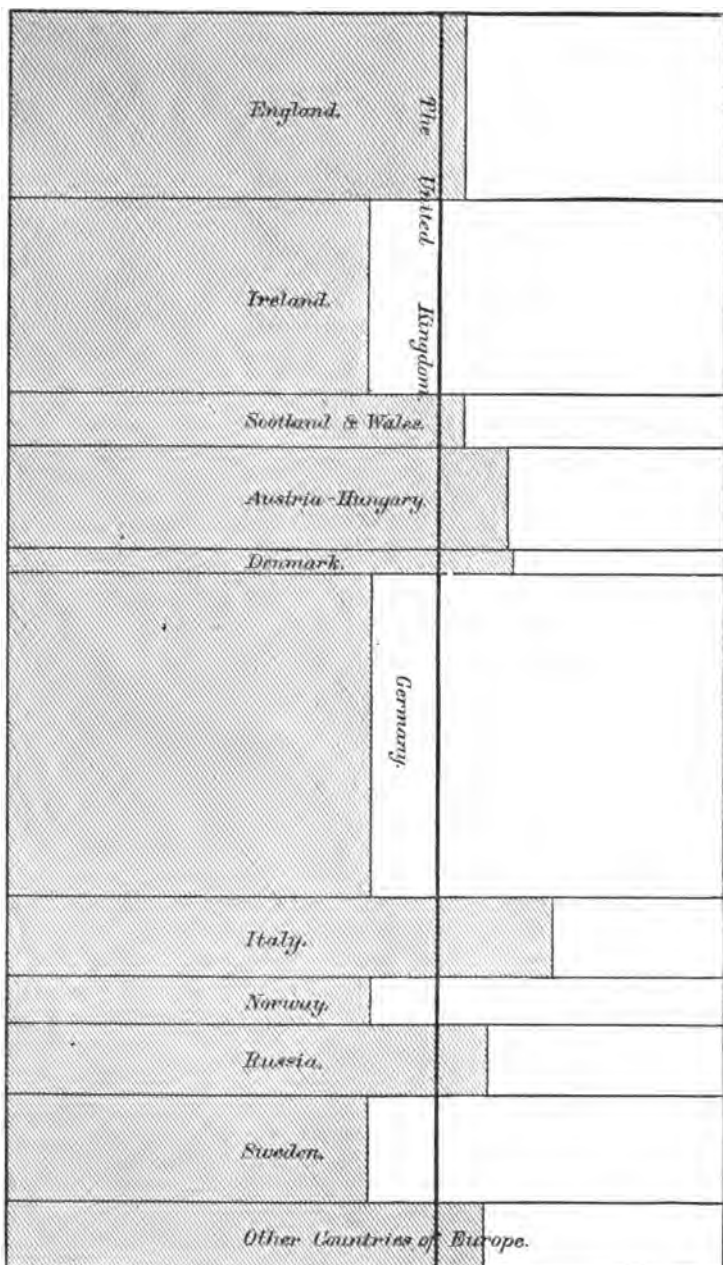 England.
The United Kingdom.
Ireland.
Scotland & Wales.
Austria-Hungary.
Denmark.
Germany.
Italy.
Norway.
Russia.
Sweden.
Other Countries of Europe.